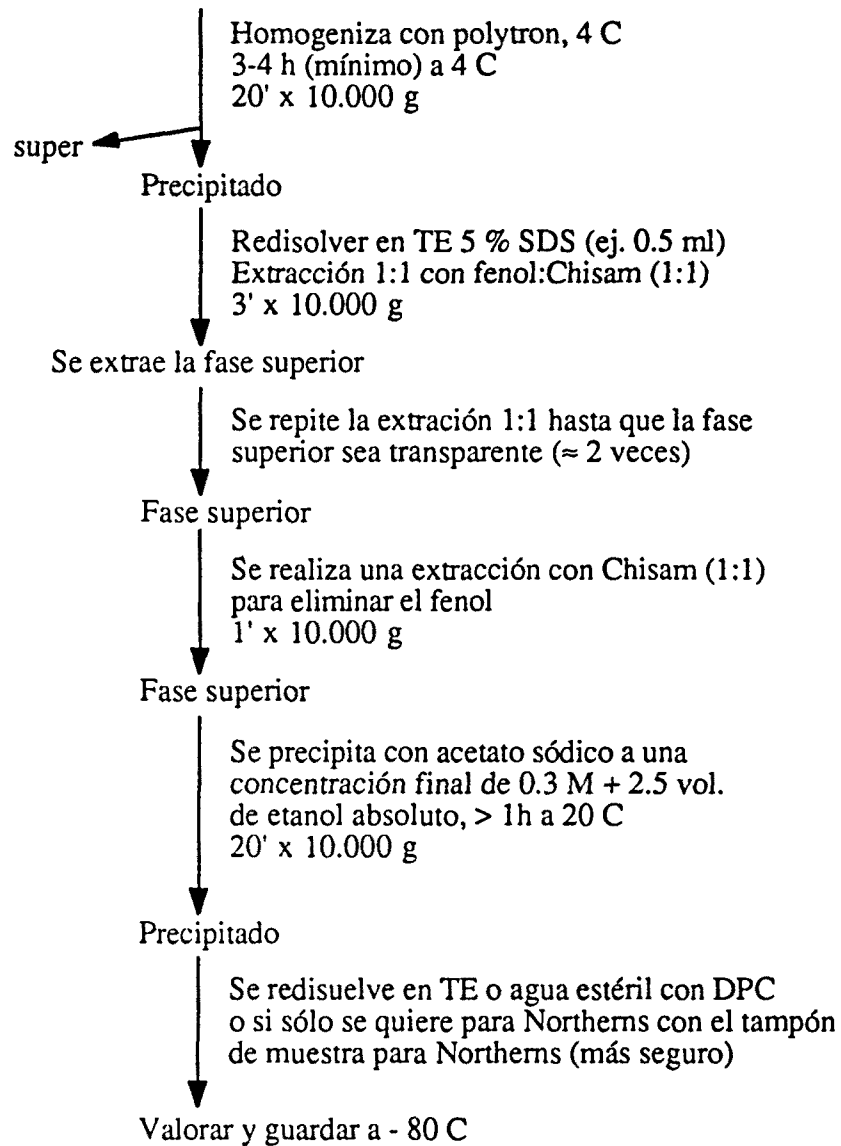 Homogeniza con polytron, 4 C
3-4 h (mínimo) a 4 C
20' x 10.000 g
super
Precipitado
Redisolver en TE 5 % SDS (ej. 0.5 ml)
Extracción 1:1 con fenol:Chisam (1:1)
3' x 10.000 g
Se extrae la fase superior
Se repite la extración 1:1 hasta que la fase
superior sea transparente (≈ 2 veces)
Fase superior
Se realiza una extracción con Chisam (1:1)
para eliminar el fenol
1' x 10.000 g
Fase superior
Se precipita con acetato sódico a una
concentración final de 0.3 M + 2.5 vol.
de etanol absoluto, > 1h a 20 C
20' x 10.000 g
Precipitado
Se redisuelve en TE o agua estéril con DPC
o si sólo se quiere para Northerns con el tampón
de muestra para Northerns (más seguro)
Valorar y guardar a - 80 C